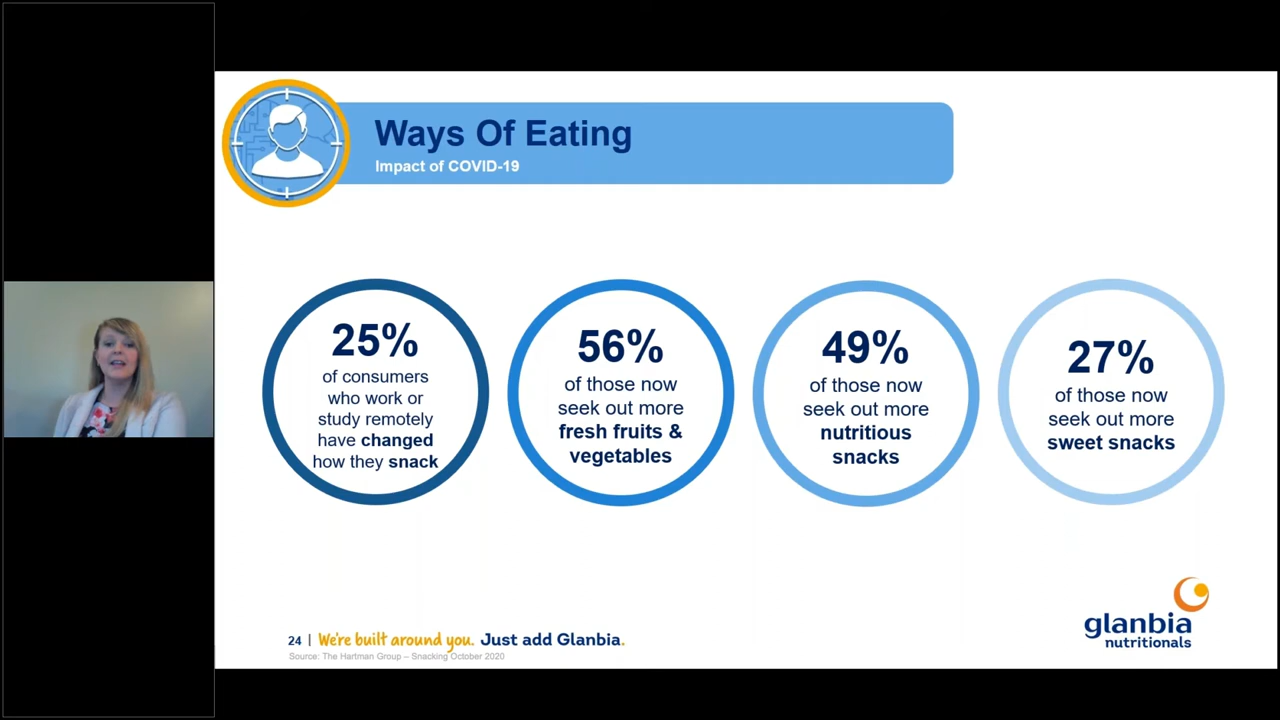 Ways Of Eating
Impact of COVID-19
25%
of consumers
who work or
study remotely
have changed
how they snack
56%
of those now
seek out more
fresh fruits &
vegetables
49%
of those now
seek out more
nutritious
snacks
27%
of those now
seek out more
sweet snacks
24 | We're built around you. Just add Glanbia.
Source: The Hartman Group – Snacking October 2020
glanbia
nutritionals